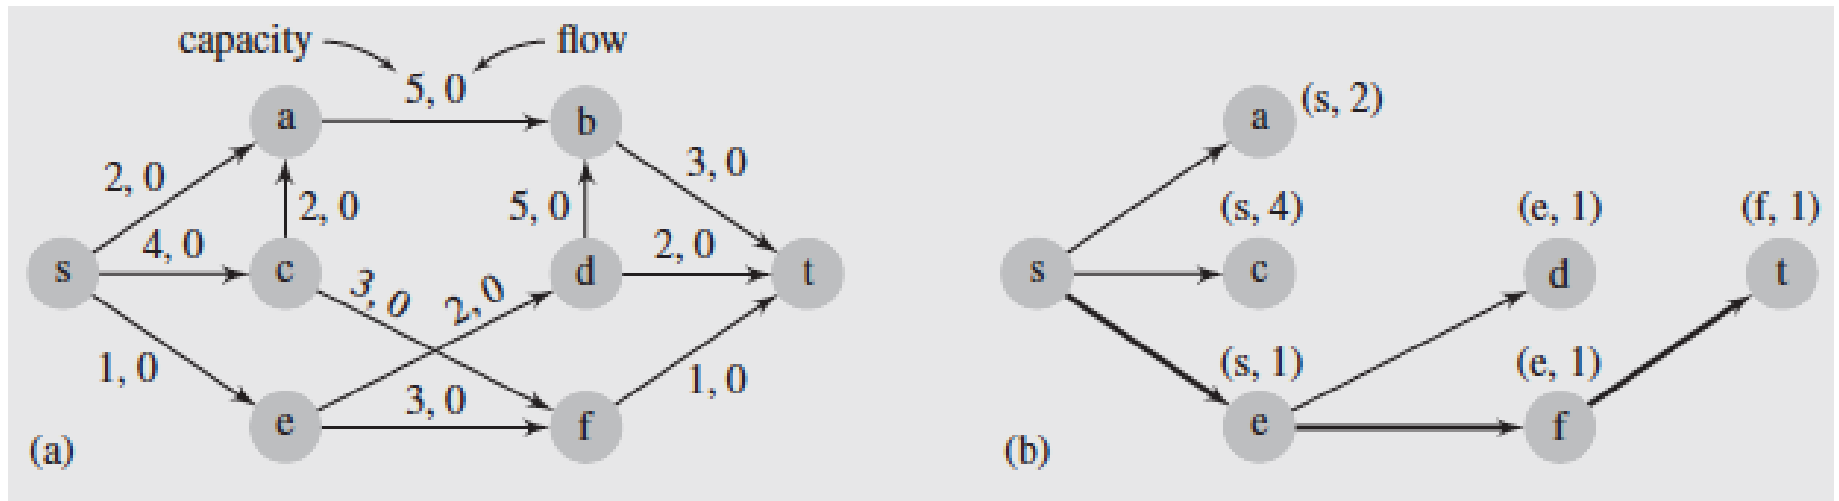 capacity flow
5, 0
a b (s, 2)
a
2, 0 3, 0
2, 0 5, 0 (s, 4) (e, 1) (f, 1)
4, 0 2, 0
s c d t s c d t
3, 0 2, 0
1, 0 (s, 1) (e, 1)
3, 0 1, 0
e f e f
(a) (b)